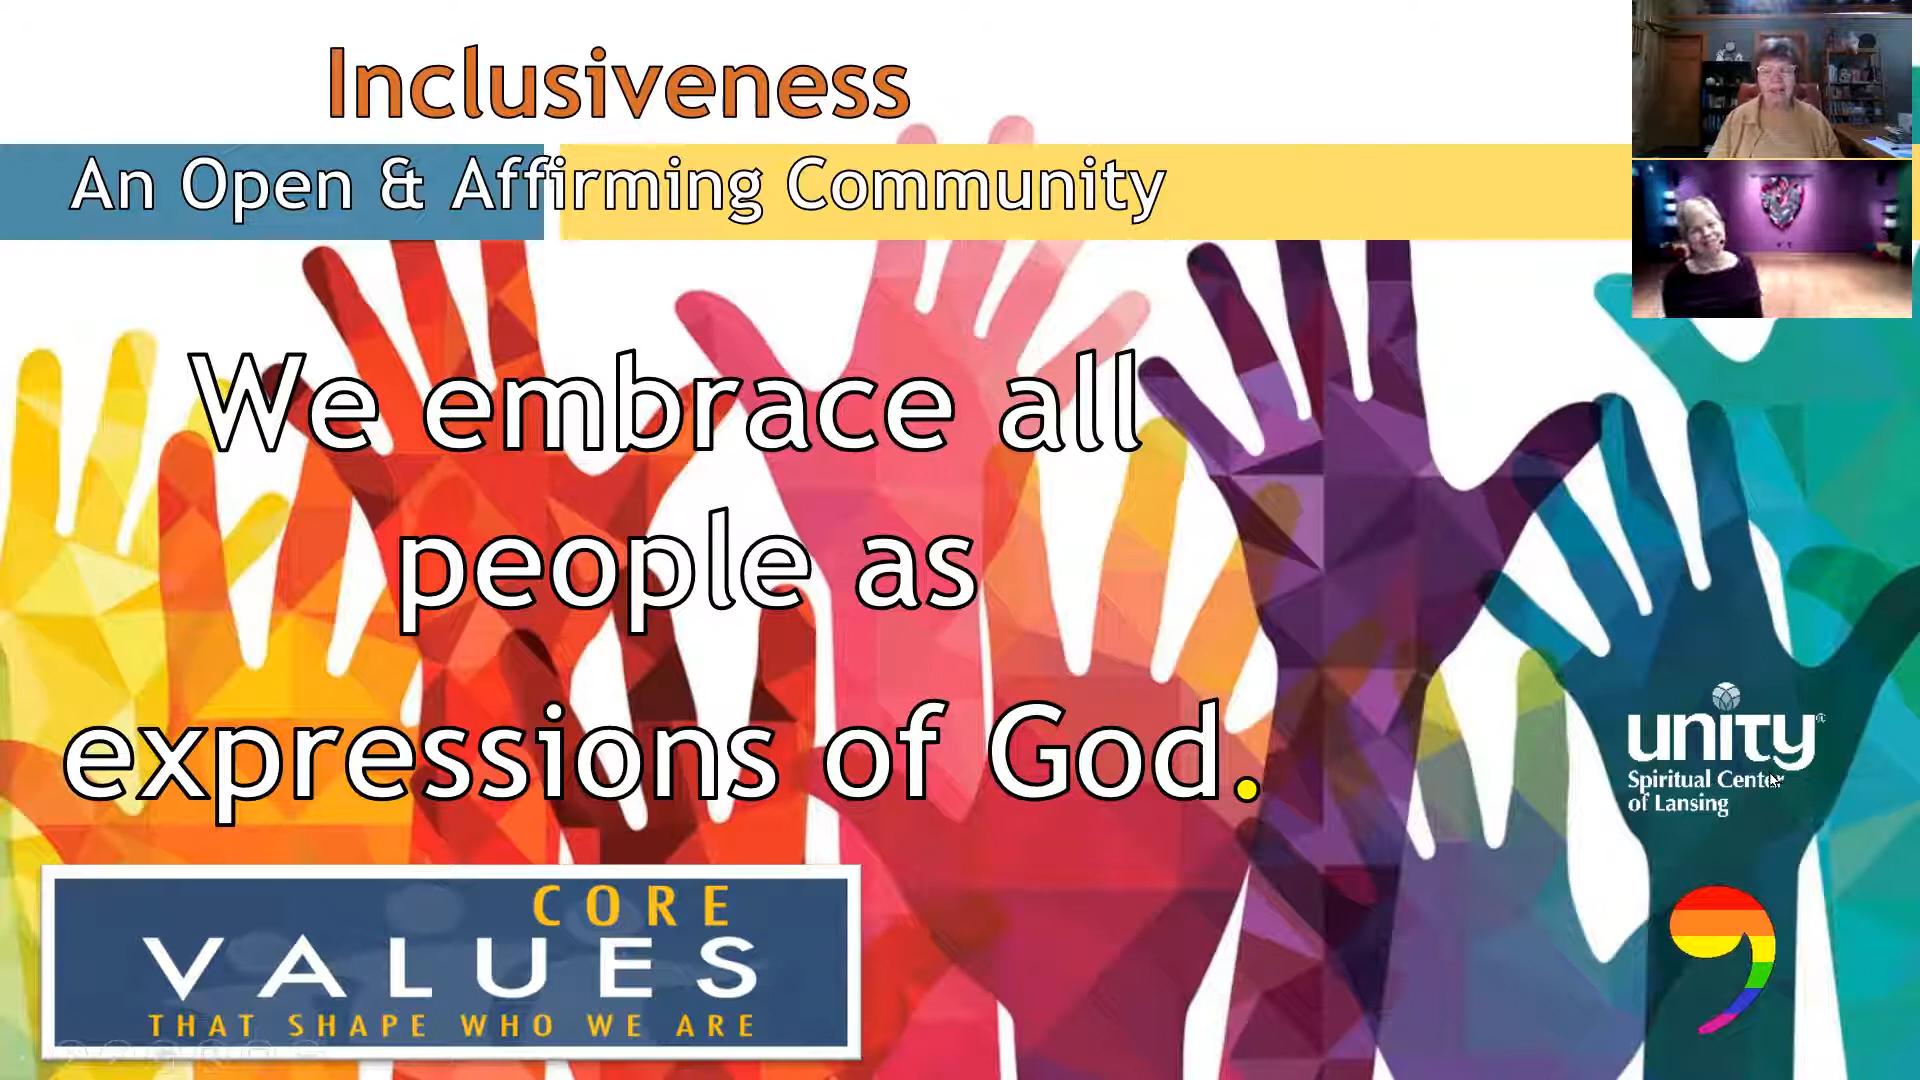 Inclusiveness
An Open & Affirming Community
We embrace all
people as
expressions of God.
unity®
Spiritual Center
of Lansing
CORE
VALUES
THAT SHAPE WHO WE ARE